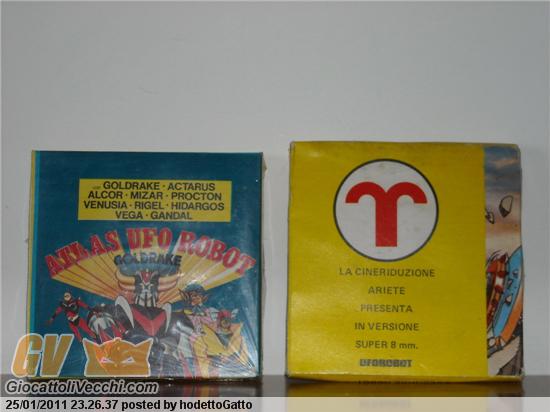 con GOLDRAKE · ACTARUS
ALCOR · MIZAR · PROCTON
VENUSIA · RIGEL · HIDARGOS
VEGA · GANDAL
ATLAS UFO ROBOT
GOLDRAKE
LA CINERIDUZIONE
ARIETE
PRESENTA
IN VERSIONE
SUPER 8 mm.
UFOROBOT
GV
GiocattoliVecchi.com
25/01/2011 23.26.37 posted by hodettoGatto